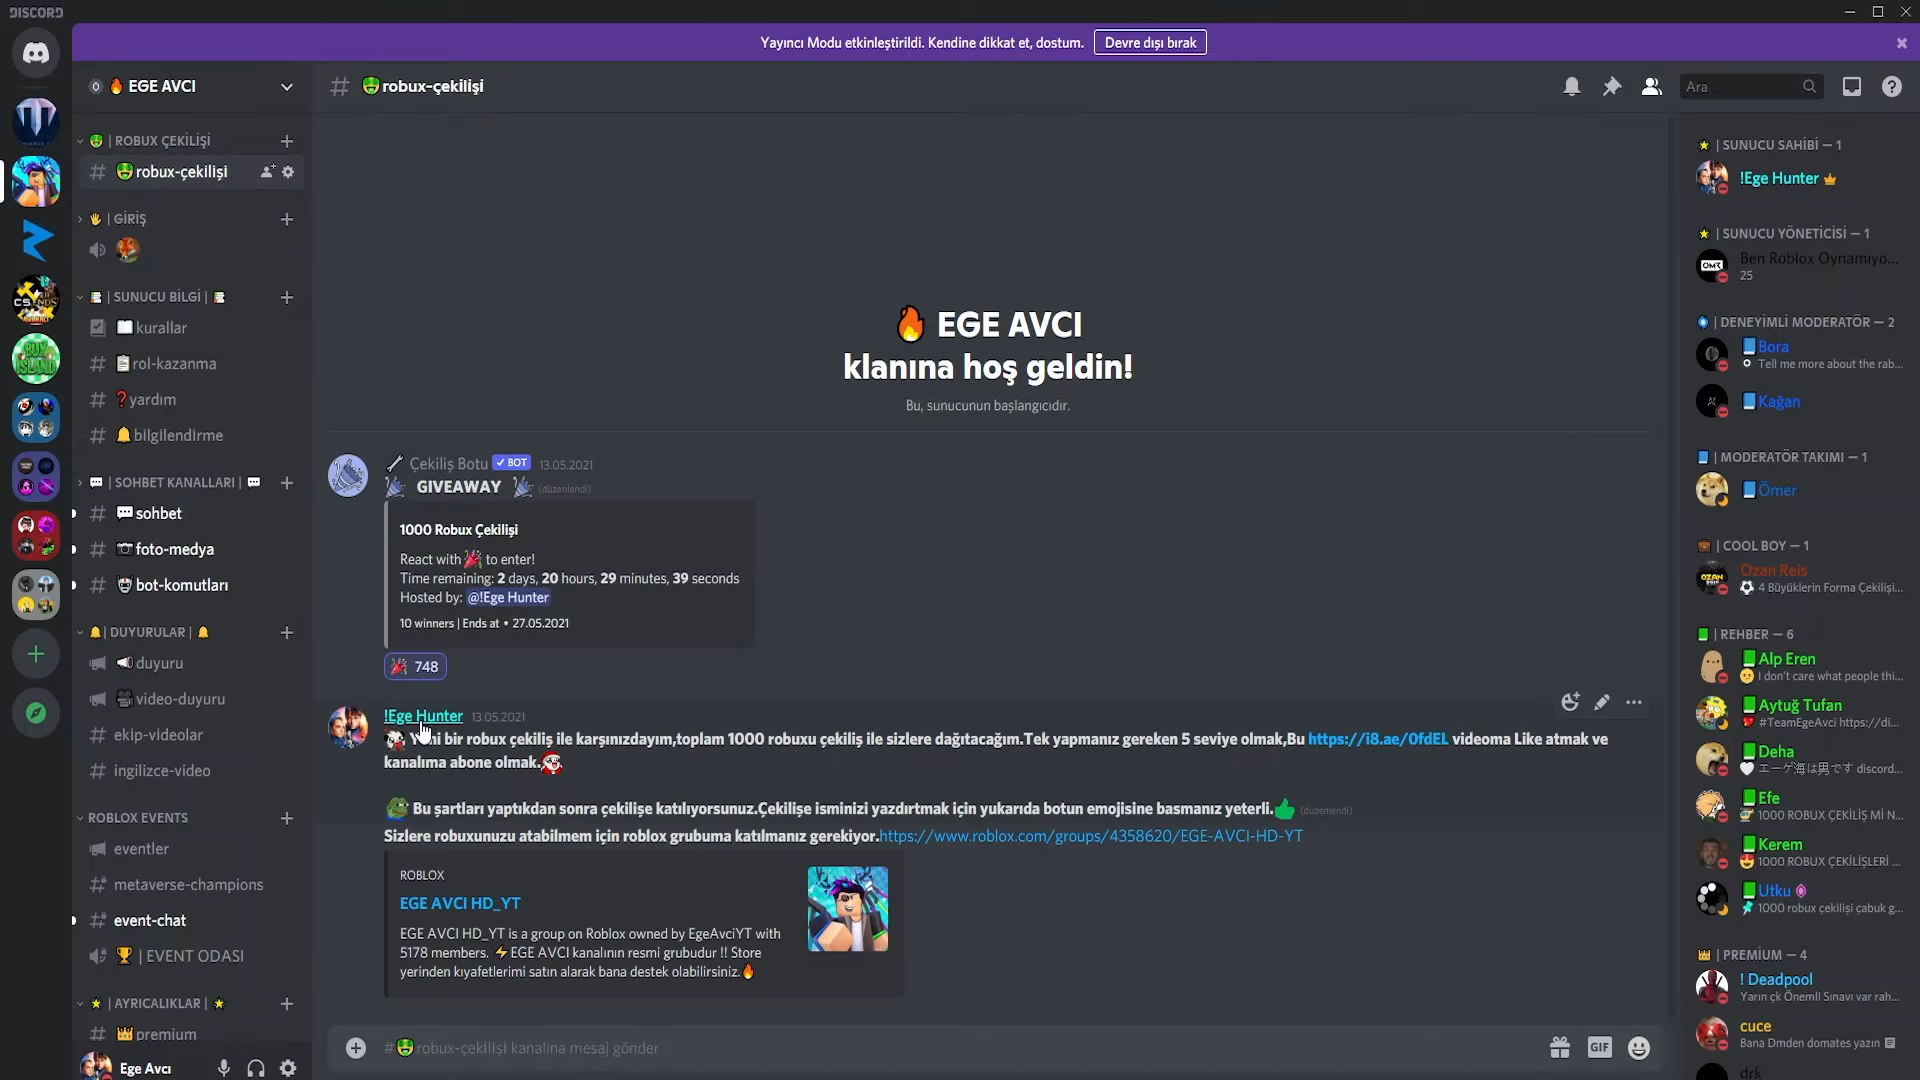 DISCORD
Yayıncı Modu etkinleştirildi. Kendine dikkat et, dostum.
Devre dışı bırak
EGE AVCI
robux-çekilişi
Ara
| ROBUX ÇEKİLİŞİ
robux-çekilişi
| GİRİŞ
| SUNUCU BİLGİ |
kurallar
rol-kazanma
yardım
bilgilendirme
| SOHBET KANALLARI |
sohbet
foto-medya
bot-komutları
| DUYURULAR |
duyuru
video-duyuru
ekip-videolar
ingilizce-video
ROBLOX EVENTS
eventler
metaverse-champions
event-chat
| EVENT ODASI
| AYRICALIKLAR |
premium
Ege Avcı
EGE AVCI
klanına hoş geldin!
Bu, sunucunun başlangıcıdır.
Çekiliş Botu BOT 13.05.2021
GIVEAWAY (düzenlendi)
1000 Robux Çekilişi
React with to enter!
Time remaining: 2 days, 20 hours, 29 minutes, 39 seconds
Hosted by: @!Ege Hunter
10 winners | Ends at • 27.05.2021
748
!Ege Hunter 13.05.2021
Yeni bir robux çekiliş ile karşınızdayım,toplam 1000 robuxu çekiliş ile sizlere dağıtacağım.Tek yapmanız gereken 5 seviye olmak,Bu https://i8.ae/OfdEL videoma Like atmak ve
kanalıma abone olmak.
Bu şartları yaptıkdan sonra çekilişe katılıyorsunuz.Çekilişe isminizi yazdırtmak için yukarıda botun emojisine basmanız yeterli. (düzenlendi)
Sizlere robuxunuzu atabilmem için roblox grubuma katılmanız gerekiyor.https://www.roblox.com/groups/4358620/EGE-AVCI-HD-YT
ROBLOX
EGE AVCI HD_YT
EGE AVCI HD_YT is a group on Roblox owned by EgeAvciYT with
5178 members. EGE AVCI kanalının resmi grubudur !! Store
yerinden kıyafetlerimi satın alarak bana destek olabilirsiniz.
# robux-çekilişi kanalına mesaj gönder
GIF
| SUNUCU SAHİBİ — 1
!Ege Hunter
| SUNUCU YÖNETİCİSİ — 1
Ben Roblox Oynamıyo...
25
| DENEYİMLİ MODERATÖR — 2
Bora
Tell me more about the rab...
Kağan
| MODERATÖR TAKIMI — 1
Ömer
| COOL BOY — 1
Ozan Reis
4 Büyüklerin Forma Çekilişi...
| REHBER — 6
Alp Eren
I don't care what people thi...
Aytuğ Tufan
#TeamEgeAvci https://di...
Deha
エーゲ海は男です discord...
Efe
1000 ROBUX ÇEKİLİŞ Mİ N...
Kerem
1000 ROBUX ÇEKİLİŞLERİ ...
Utku
1000 robux çekilişi çabuk g...
| PREMİUM — 4
! Deadpool
Yarın çk Önemli Sınavı var rah...
cuce
Bana Dmden domates yazın
drk